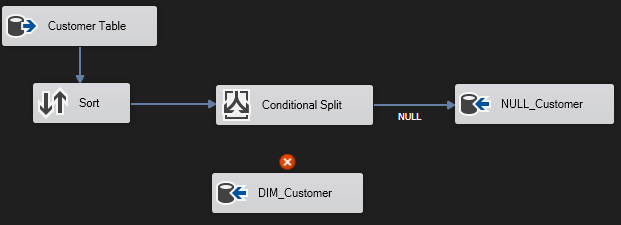 Customer Table
Sort
Conditional Split
NULL
NULL_Customer
DIM_Customer